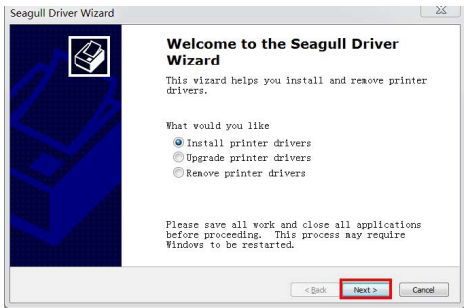 Seagull Driver Wizard
Welcome to the Seagull Driver
Wizard
This wizard helps you install and remove printer
drivers.
What would you like
Install printer drivers
Upgrade printer drivers
Remove printer drivers
Please save all work and close all applications
before proceeding. This process may require
Windows to be restarted.
< Back Next > Cancel